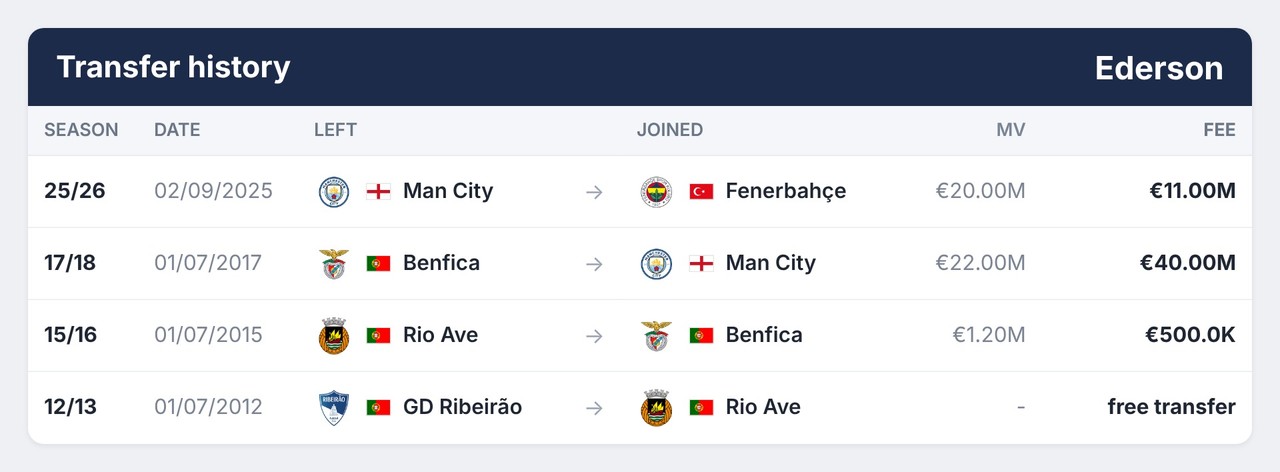 Transfer history Ederson
SEASON DATE LEFT JOINED MV FEE
25/26 02/09/2025 Man City → Fenerbahçe €20.00M €11.00M
17/18 01/07/2017 Benfica → Man City €22.00M €40.00M
15/16 01/07/2015 Rio Ave → Benfica €1.20M €500.0K
12/13 01/07/2012 RIBEIRÃO GD Ribeirão → Rio Ave - free transfer